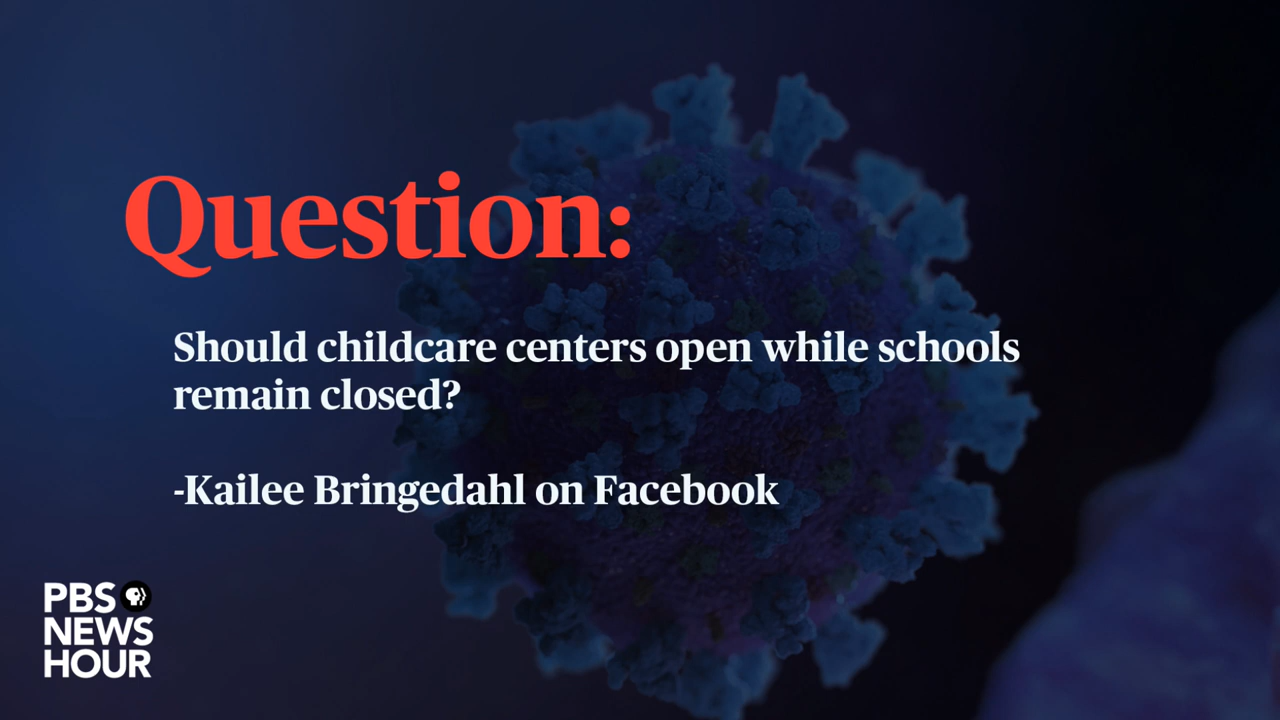 Question:
Should childcare centers open while schools
remain closed?
-Kailee Bringedahl on Facebook
PBS
NEWS
HOUR